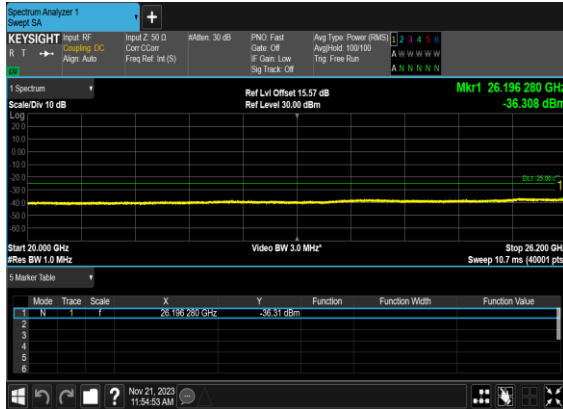 Spectrum Analyzer 1
Swept SA
+
KEYSIGHT Input: RF Input Z: 50 Ω #Atten: 30 dB PNO: Fast Avg Type: Power (RMS) 1 2 3 4 5 6
R T Coupling: DC Corr CCorr Gate: Off Avg|Hold: 100/100 A W W W W W
Align: Auto Freq Ref: Int (S) IF Gain: Low Trig: Free Run
LU Sig Track: Off A N N N N N
1 Spectrum Ref Lvl Offset 15.57 dB Mkr1 26.196 280 GHz
Scale/Div 10 dB Ref Level 30.00 dBm -36.308 dBm
Log
20.0
10.0
0.00
-10.0
-20.0
DL1 -25.00
1
-30.0
-40.0
-50.0
-60.0
Start 20.000 GHz Video BW 3.0 MHz* Stop 26.200 GHz
#Res BW 1.0 MHz Sweep 10.7 ms (40001 pts
5 Marker Table
Mode Trace Scale X Y Function Function Width Function Value
1 N 1 f 26.196 280 GHz -36.31 dBm
2
3
4
5
6
? Nov 21, 2023
11:54:53 AM